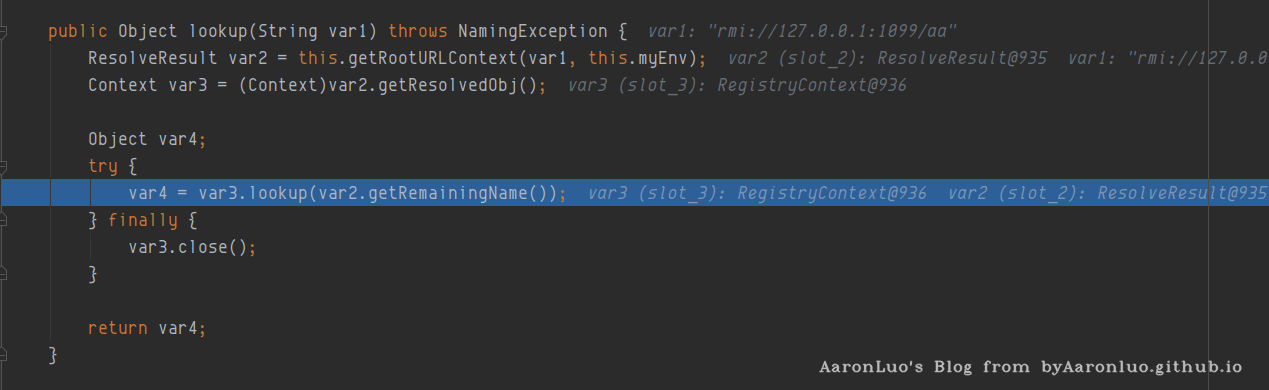 public Object lookup(String var1) throws NamingException {  var1: "rmi://127.0.0.1:1099/aa"
    ResolveResult var2 = this.getRootURLContext(var1, this.myEnv);  var2 (slot_2): ResolveResult@935  var1: "rmi://127.0.0
    Context var3 = (Context)var2.getResolvedObj();  var3 (slot_3): RegistryContext@936
    Object var4;
    try {
        var4 = var3.lookup(var2.getRemainingName());  var3 (slot_3): RegistryContext@936  var2 (slot_2): ResolveResult@935
    } finally {
        var3.close();
    }
    return var4;
}
AaronLuo's Blog from byAaronluo.github.io